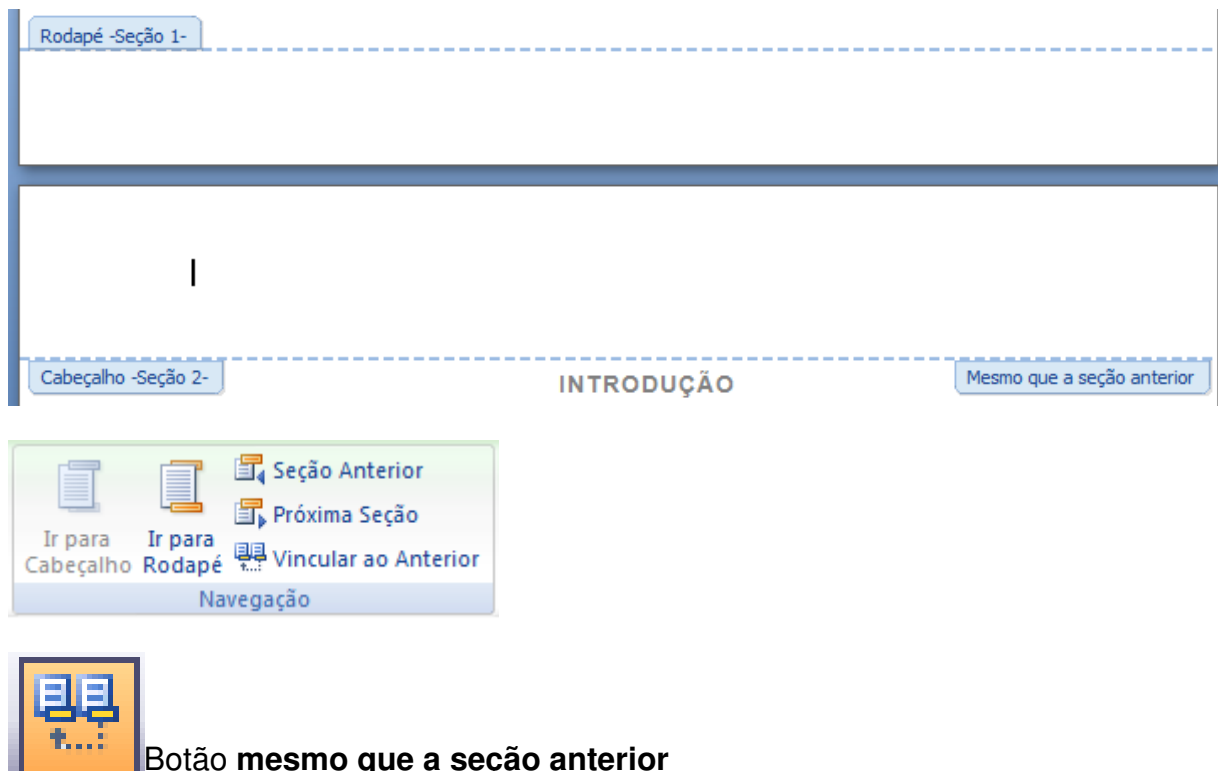 Rodapé -Seção 1-
Cabeçalho -Seção 2-
INTRODUÇÃO
Mesmo que a seção anterior
Ir para Cabeçalho
Ir para Rodapé
Seção Anterior
Próxima Seção
Vincular ao Anterior
Navegação
Botão mesmo que a seção anterior